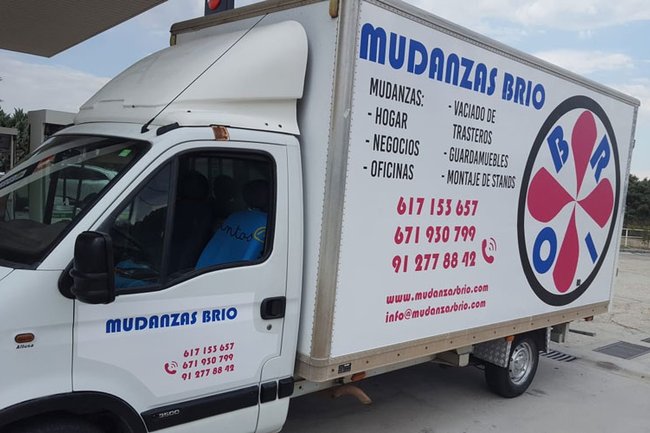 MUDANZAS BRIO
MUDANZAS:
- HOGAR
- NEGOCIOS
- OFICINAS
- VACIADO DE
TRASTEROS
- GUARDAMUEBLES
- MONTAJE DE STANDS
617 153 657
671 930 799
91 277 88 42
www.mudanzasbrio.com
info@mudanzasbrio.com
B R
O I
MUDANZAS BRIO
617 153 657
671 930 799
91 277 88 42
3500